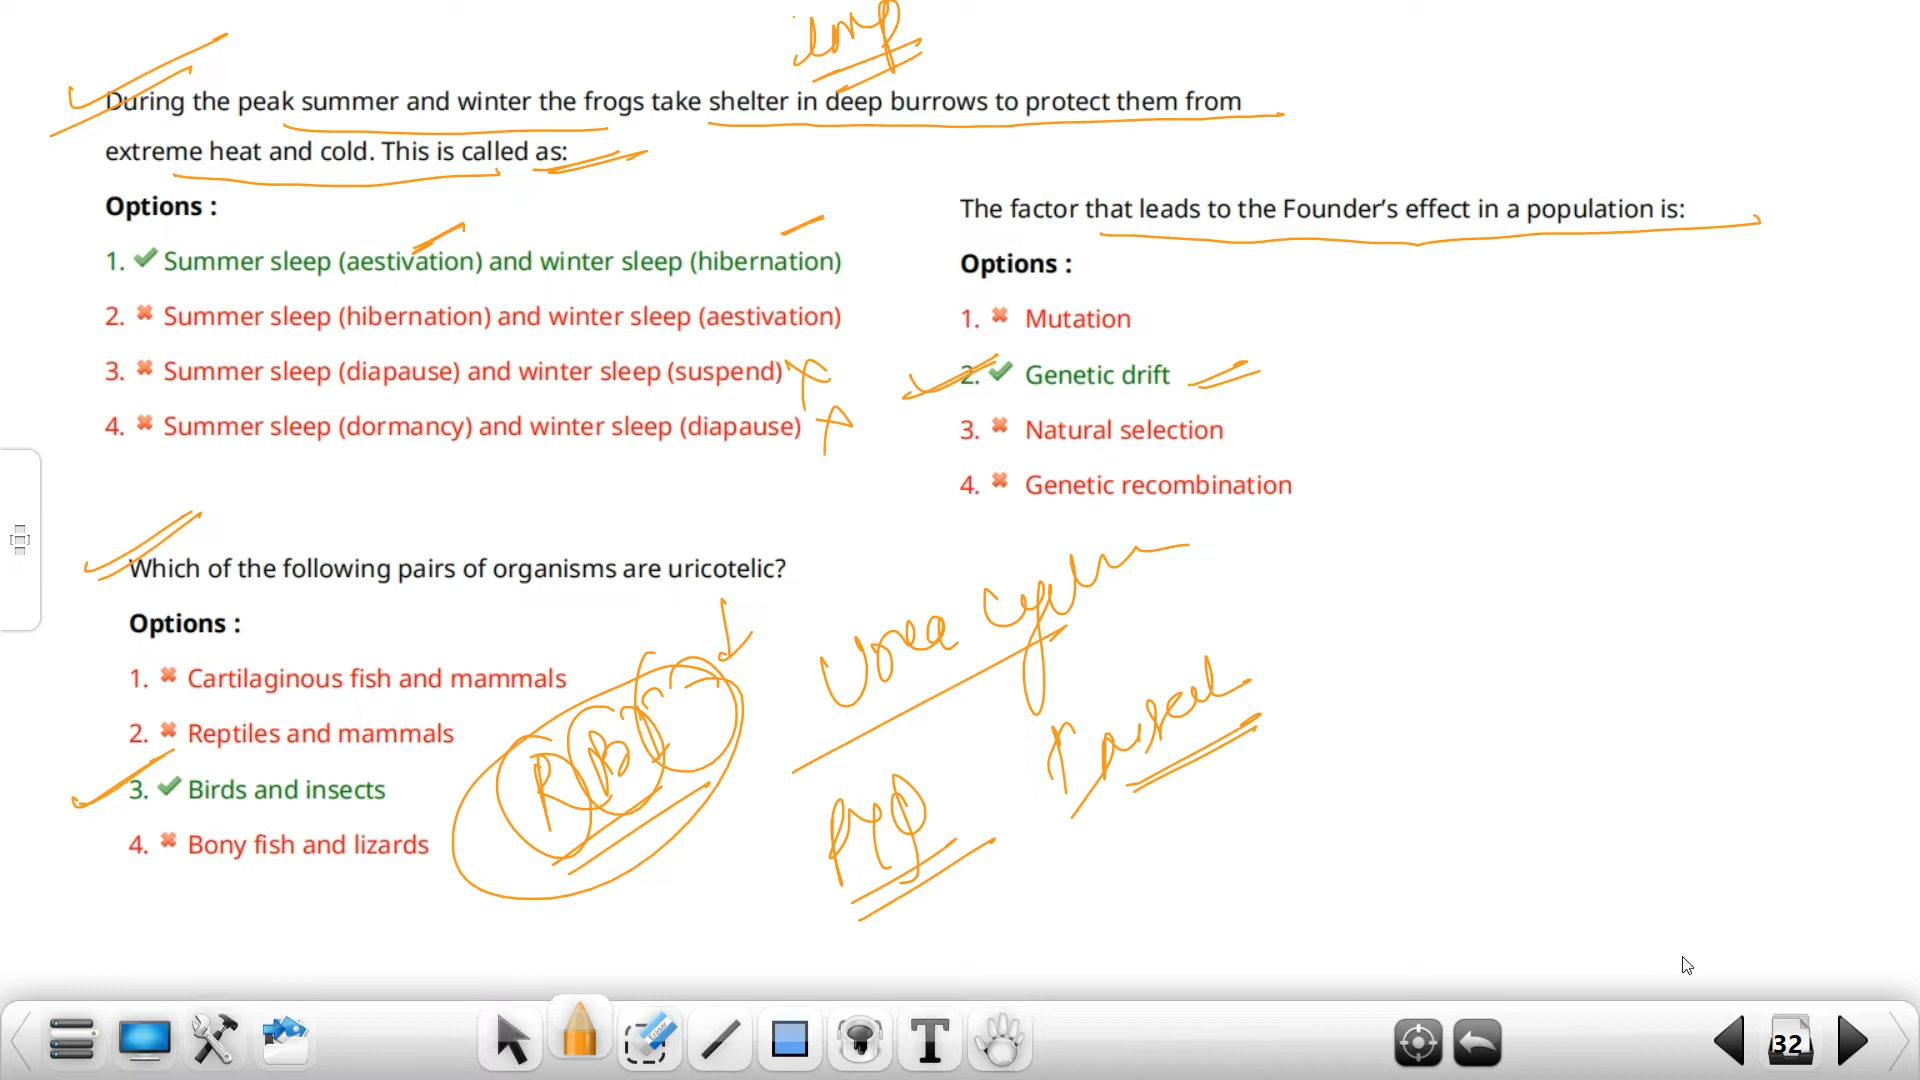 imp
During the peak summer and winter the frogs take shelter in deep burrows to protect them from
extreme heat and cold. This is called as:
Options :
1. Summer sleep (aestivation) and winter sleep (hibernation)
2. Summer sleep (hibernation) and winter sleep (aestivation)
3. Summer sleep (diapause) and winter sleep (suspend)
4. Summer sleep (dormancy) and winter sleep (diapause)
The factor that leads to the Founder’s effect in a population is:
Options :
1. Mutation
2. Genetic drift
3. Natural selection
4. Genetic recombination
Which of the following pairs of organisms are uricotelic?
Options :
1. Cartilaginous fish and mammals
2. Reptiles and mammals
3. Birds and insects
4. Bony fish and lizards
R B
Urea Cycle
32